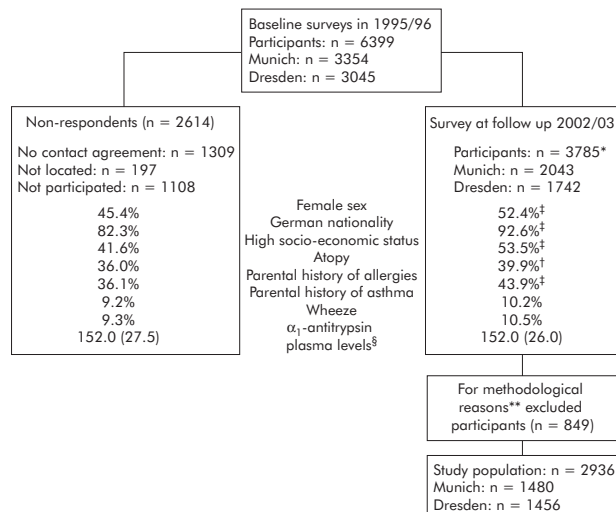 Baseline surveys in 1995/96
Participants: n = 6399
Munich: n = 3354
Dresden: n = 3045
Non-respondents (n = 2614)
No contact agreement: n = 1309
Not located: n = 197
Not participated: n = 1108
45.4%
82.3%
41.6%
36.0%
36.1%
9.2%
9.3%
152.0 (27.5)
Female sex
German nationality
High socio-economic status
Atopy
Parental history of allergies
Parental history of asthma
Wheeze
α₁-antitrypsin
plasma levels§
Survey at follow up 2002/03
Participants: n = 3785*
Munich: n = 2043
Dresden: n = 1742
52.4%‡
92.6%‡
53.5%‡
39.9%†
43.9%‡
10.2%
10.5%
152.0 (26.0)
For methodological
reasons** excluded
participants (n = 849)
Study population: n = 2936
Munich: n = 1480
Dresden: n = 1456